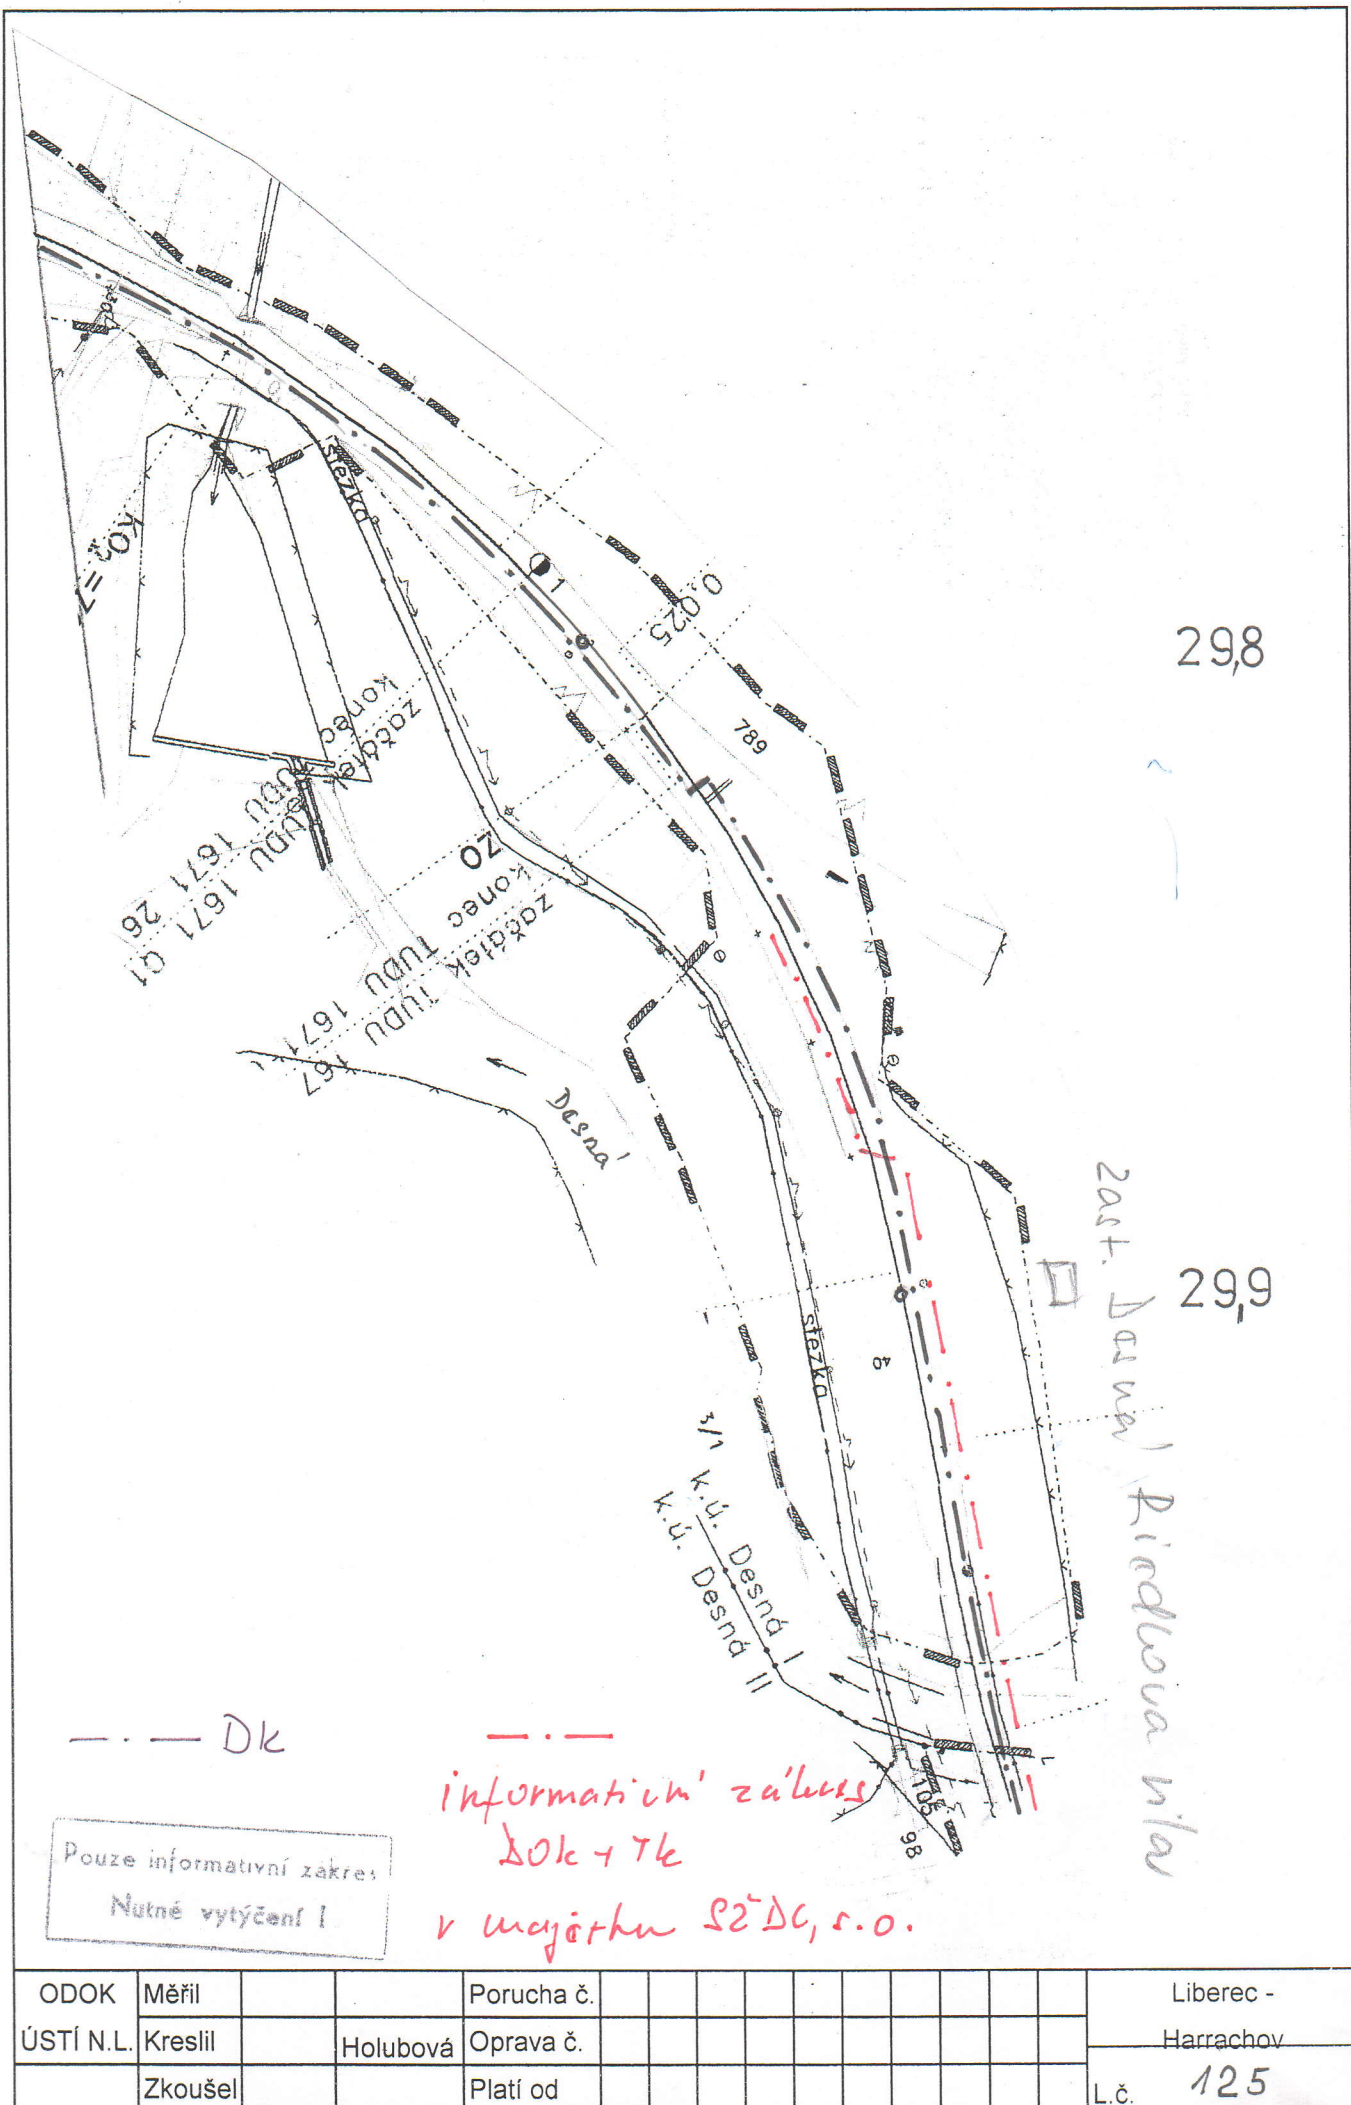 stezka
KO
1
0,025
29,8
789
začátek TUDU 1671 Q1
konec TUDU 1671 26
ZO
začátek TUDU 167
konec TUDU 1671
Desná
29,9
zast. Desná Riedlova vila
stezka
40
3/1
k.ú. Desná I
k.ú. Desná II
105
98
DK
informativní zákres
DOK + TK
v majetku SŽDC, s.o.
Pouze informativní zákres
Nutné vytýčení !
ODOK Měřil Porucha č. Liberec -
ÚSTÍ N.L. Kreslil Holubová Oprava č. Harrachov
Zkoušel Platí od L.č. 125